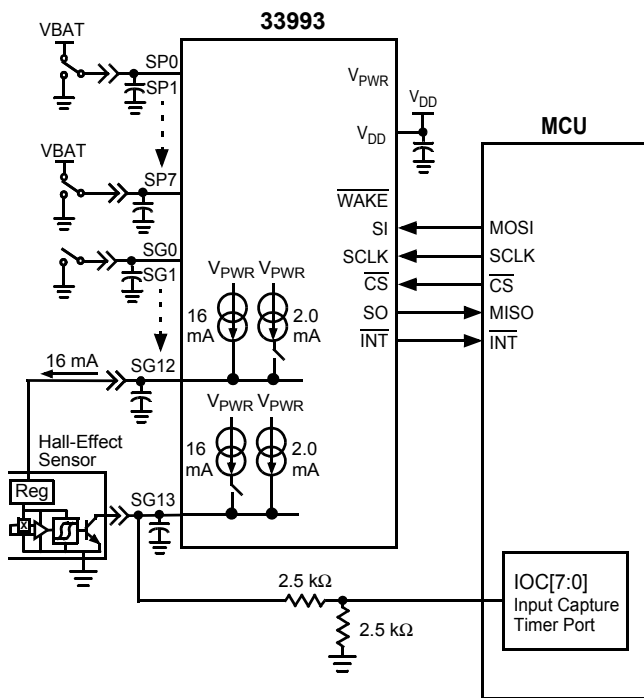 33993
MCU
VBAT
SP0
SP1
VBAT
SP7
SG0
SG1
VPWR
VDD
VDD
WAKE
SI
SCLK
CS
SO
INT
MOSI
SCLK
CS
MISO
INT
VPWR VPWR
16 mA
2.0 mA
16 mA
SG12
VPWR VPWR
16 mA
2.0 mA
Hall-Effect
Sensor
Reg
X
SG13
2.5 kΩ
2.5 kΩ
IOC[7:0]
Input Capture
Timer Port